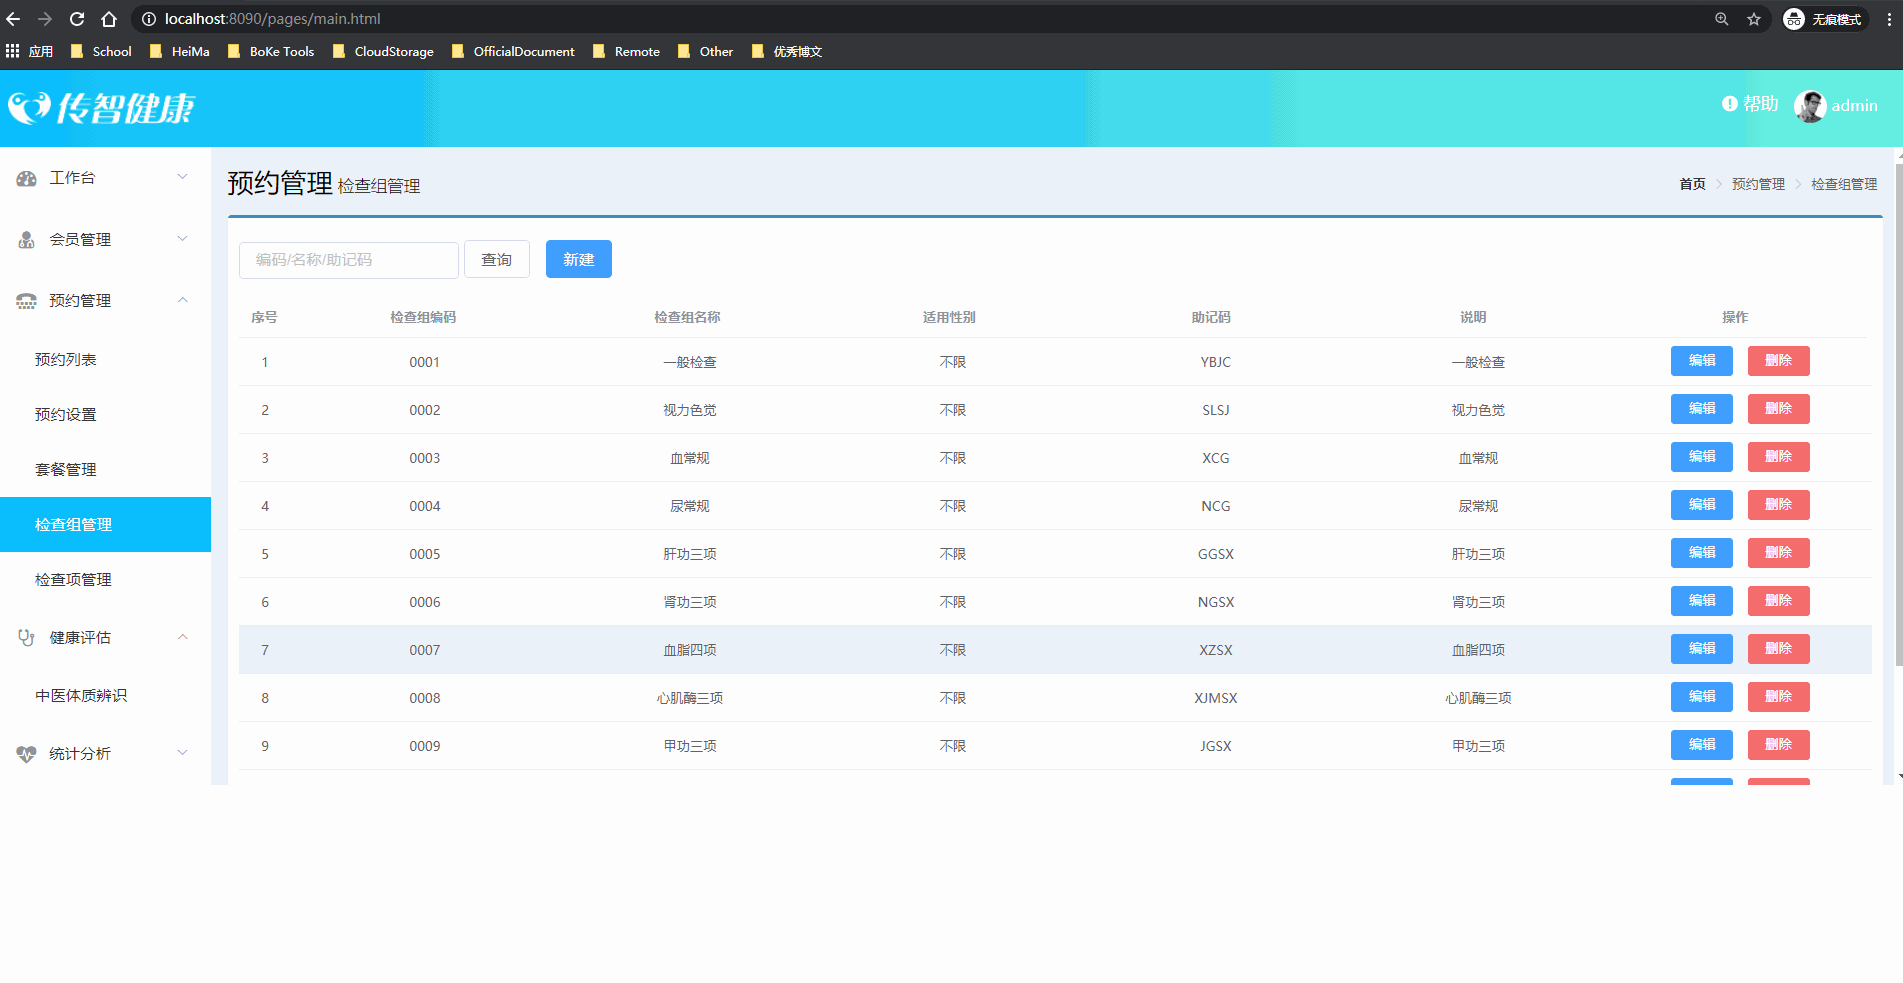 localhost:8090/pages/main.html
无痕模式
应用 School HeiMa BoKe Tools CloudStorage OfficialDocument Remote Other 优秀博文
传智健康
帮助 admin
工作台
会员管理
预约管理
预约列表
预约设置
套餐管理
检查组管理
检查项管理
健康评估
中医体质辨识
统计分析
预约管理 检查组管理
首页 预约管理 检查组管理
编码/名称/助记码 查询 新建
序号 检查组编码 检查组名称 适用性别 助记码 说明 操作
1 0001 一般检查 不限 YBJC 一般检查 编辑 删除
2 0002 视力色觉 不限 SLSJ 视力色觉 编辑 删除
3 0003 血常规 不限 XCG 血常规 编辑 删除
4 0004 尿常规 不限 NCG 尿常规 编辑 删除
5 0005 肝功三项 不限 GGSX 肝功三项 编辑 删除
6 0006 肾功三项 不限 NGSX 肾功三项 编辑 删除
7 0007 血脂四项 不限 XZSX 血脂四项 编辑 删除
8 0008 心肌酶三项 不限 XJMSX 心肌酶三项 编辑 删除
9 0009 甲功三项 不限 JGSX 甲功三项 编辑 删除